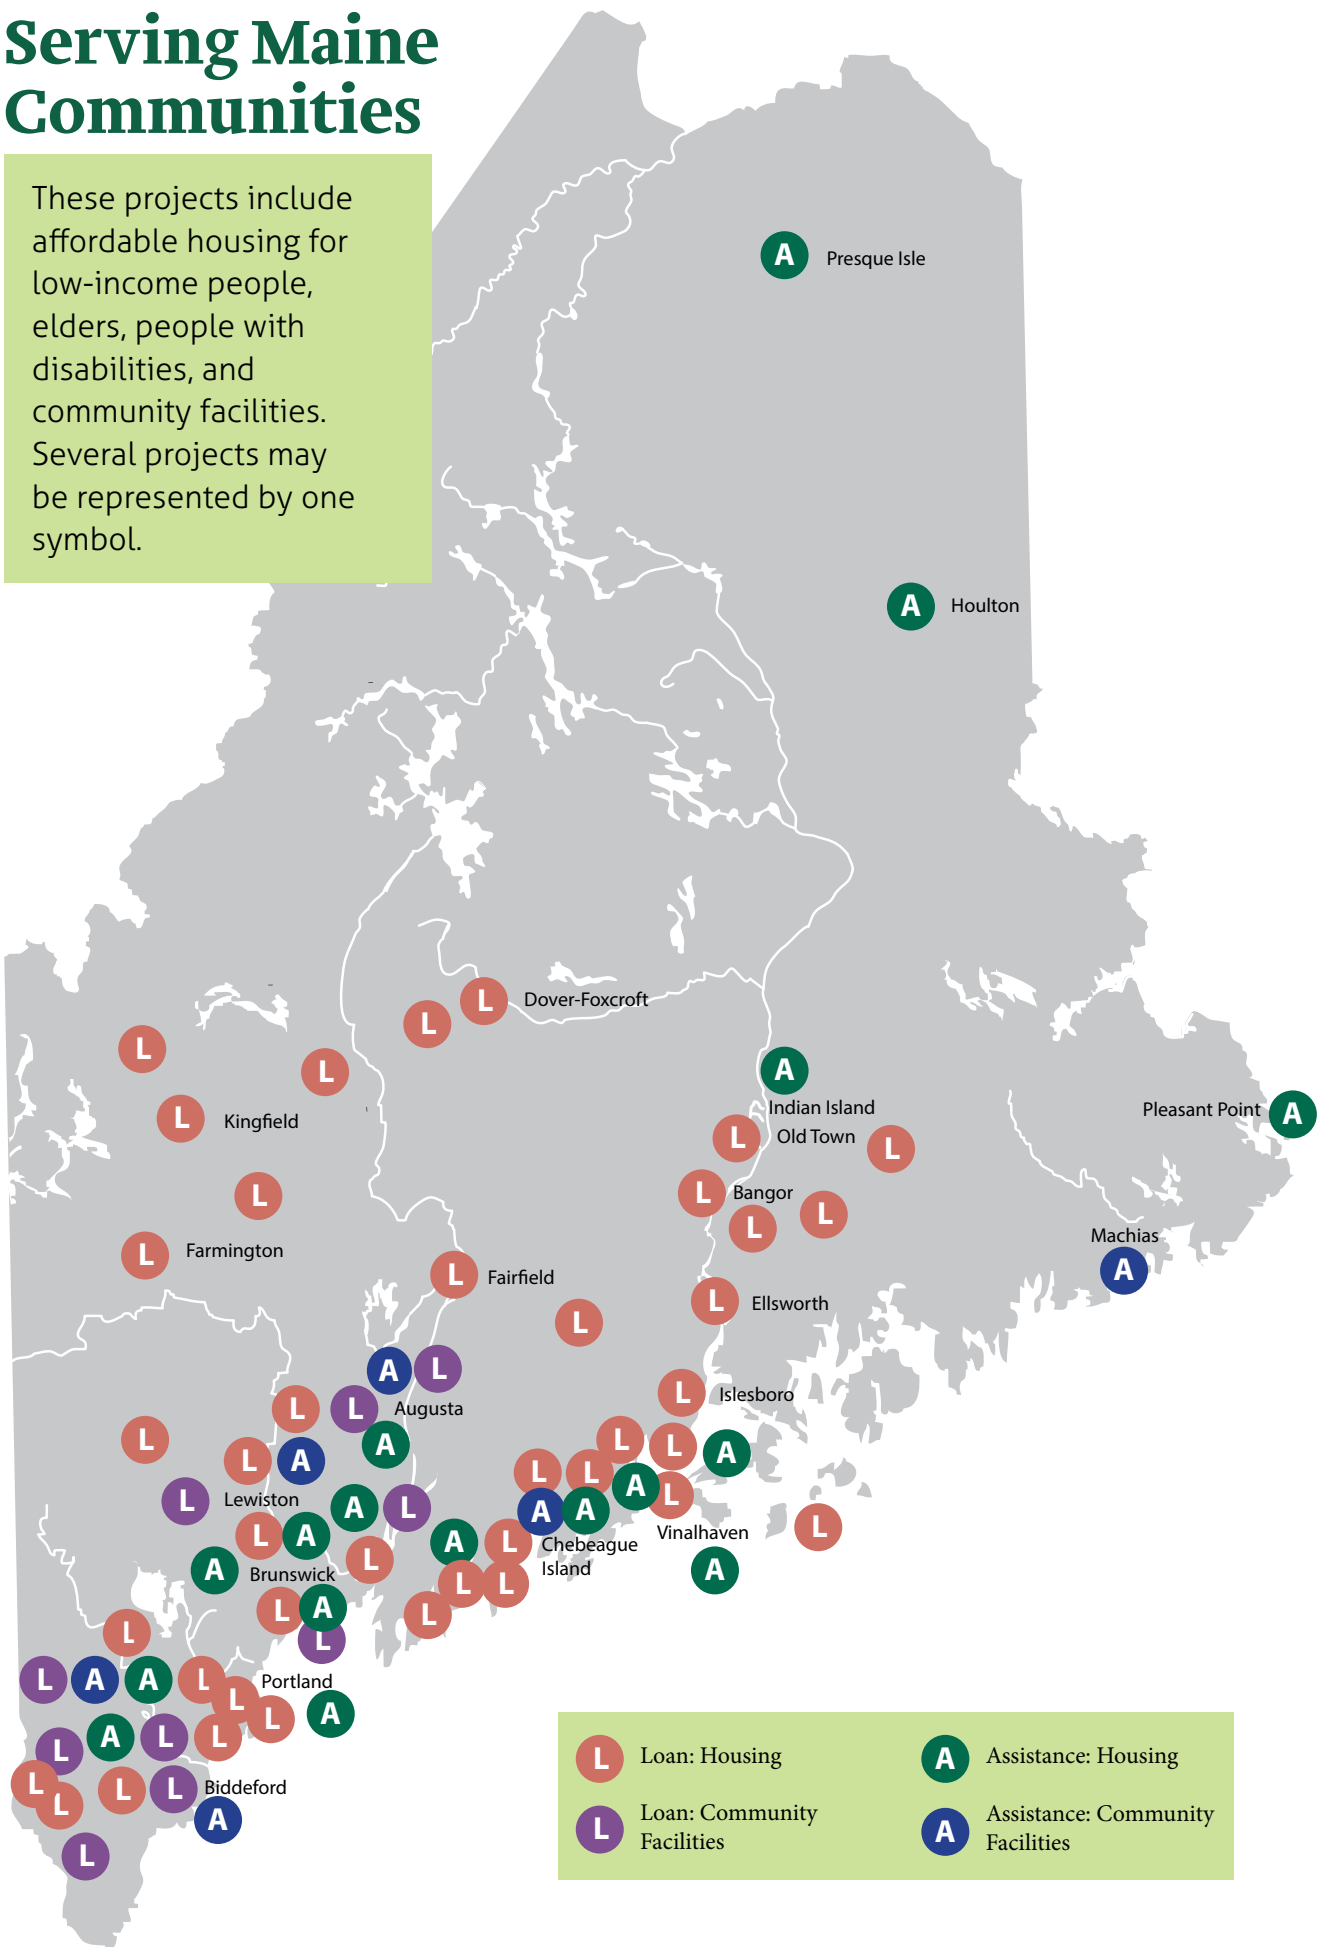 Serving Maine
Communities
These projects include
affordable housing for
low-income people,
elders, people with
disabilities, and
community facilities.
Several projects may
be represented by one
symbol.
A Presque Isle
A Houlton
L Dover-Foxcroft
L
L
L
A
Indian Island
L Kingfield
Pleasant Point A
L Old Town
L
L Bangor
L
L
L
L Farmington
Machias
A
L Fairfield
L Ellsworth
L
A L
L Islesboro
L L Augusta
L A
L L A
L A
L L
A L
L Lewiston
A L
A A
L A
A L
Chebeague
Island
Vinalhaven
L
L
A Brunswick
A
L L
L
L A
L
L
L A A L
Portland
L
L A
L A L L
L
L L L Biddeford
A
L
L Loan: Housing
A Assistance: Housing
L Loan: Community
Facilities
A Assistance: Community
Facilities